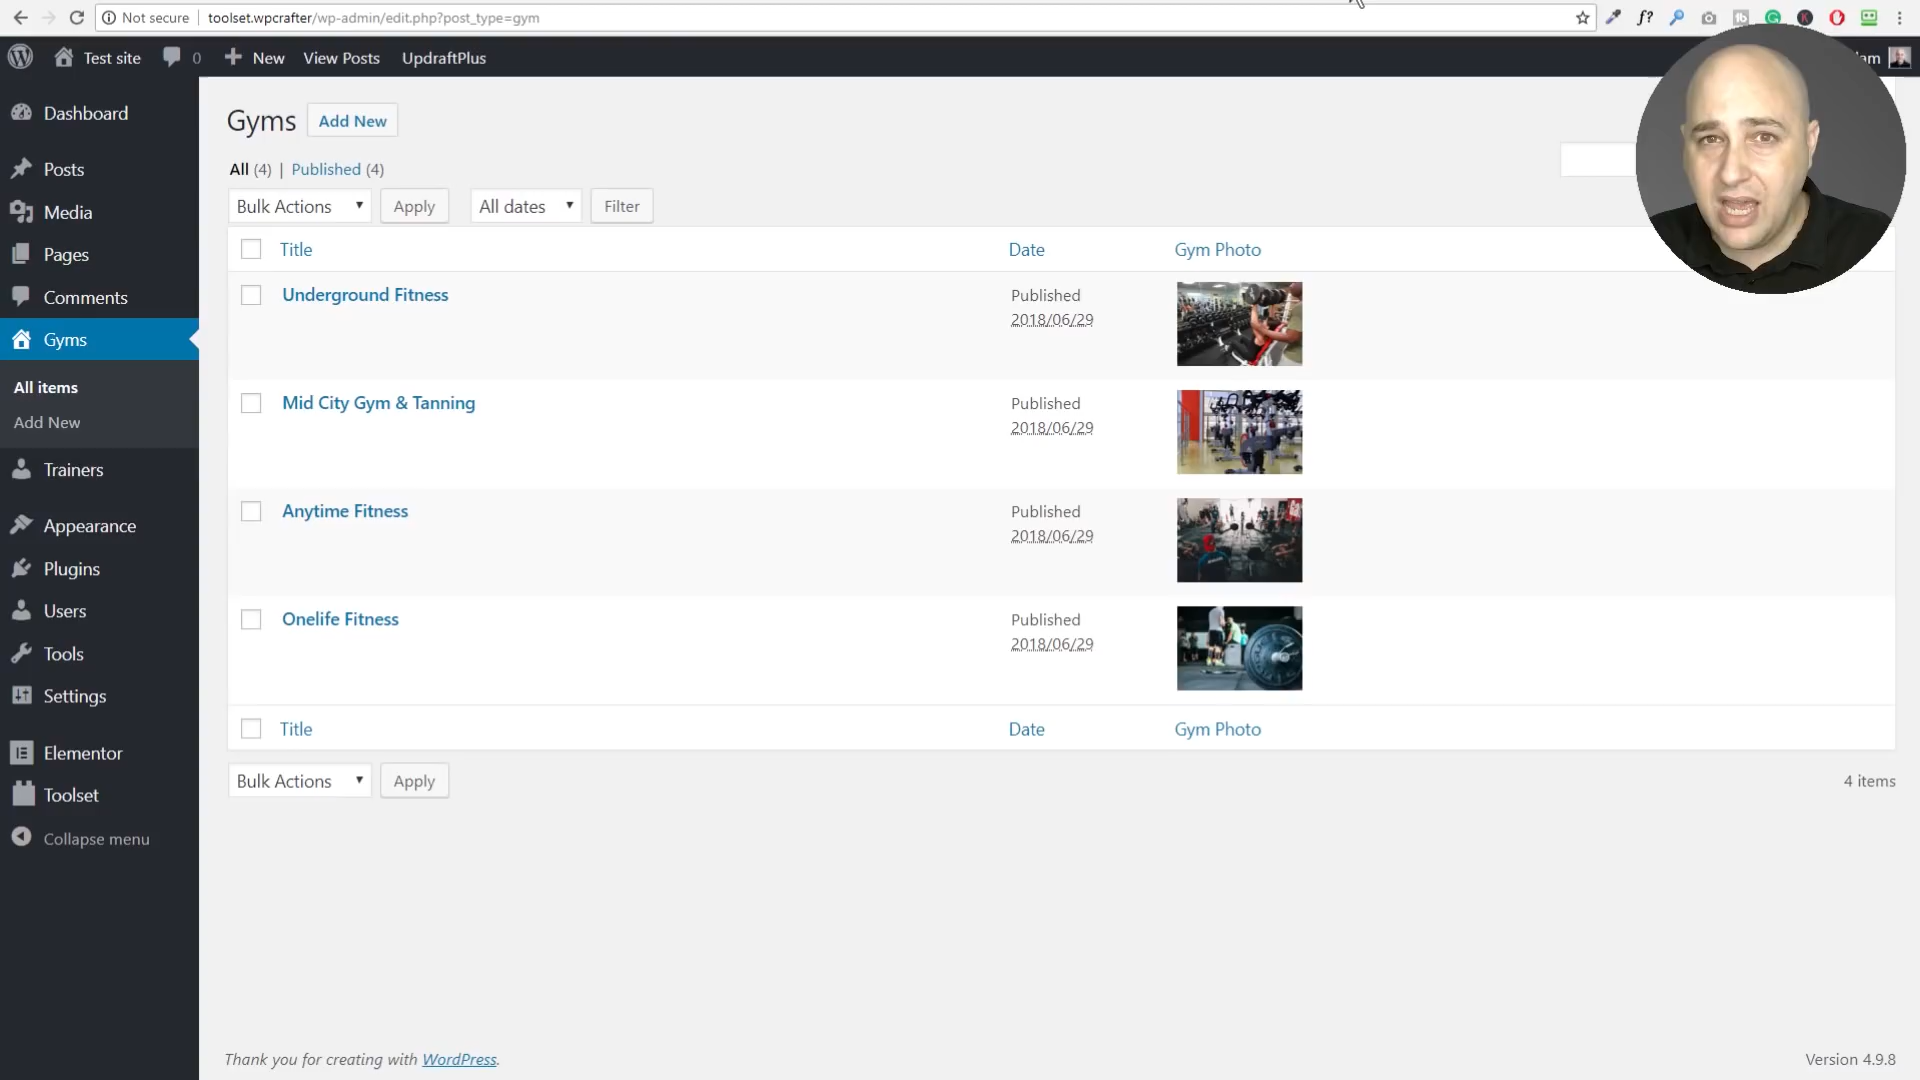 Not secure | toolset.wpcrafter/wp-admin/edit.php?post_type=gym
Test site 0 New View Posts UpdraftPlus
Dashboard
Posts
Media
Pages
Comments
Gyms
All items
Add New
Trainers
Appearance
Plugins
Users
Tools
Settings
Elementor
Toolset
Collapse menu
Gyms Add New
All (4) | Published (4)
Bulk Actions Apply All dates Filter
Title Date Gym Photo
Underground Fitness Published
2018/06/29
Mid City Gym & Tanning Published
2018/06/29
Anytime Fitness Published
2018/06/29
Onelife Fitness Published
2018/06/29
Title Date Gym Photo
Bulk Actions Apply 4 items
Thank you for creating with WordPress. Version 4.9.8